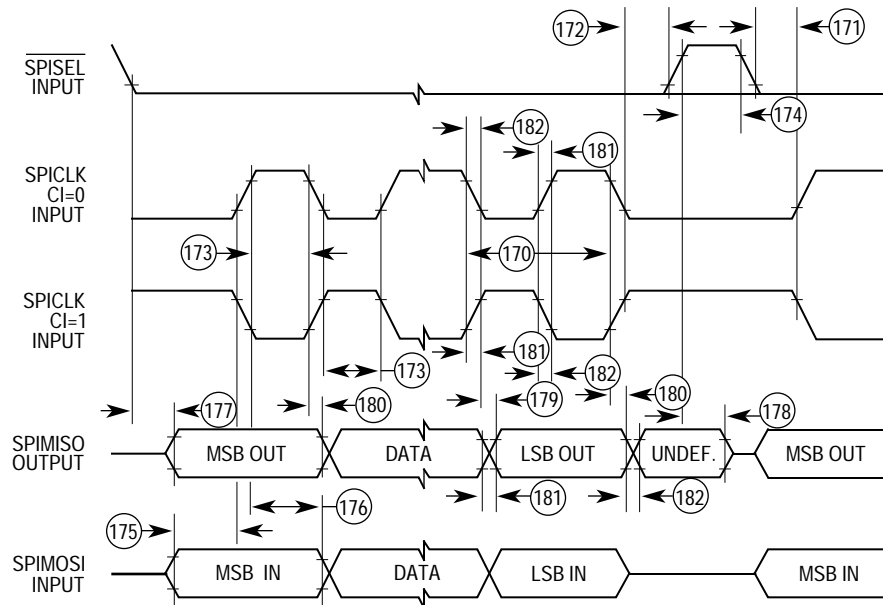 172
171
SPISEL
INPUT
174
182
181
SPICLK
CI=0
INPUT
173
170
SPICLK
CI=1
INPUT
181
173
182
177
180
179
180
178
SPIMISO
OUTPUT
MSB OUT
DATA
LSB OUT
UNDEF.
MSB OUT
181
182
176
175
SPIMOSI
INPUT
MSB IN
DATA
LSB IN
MSB IN